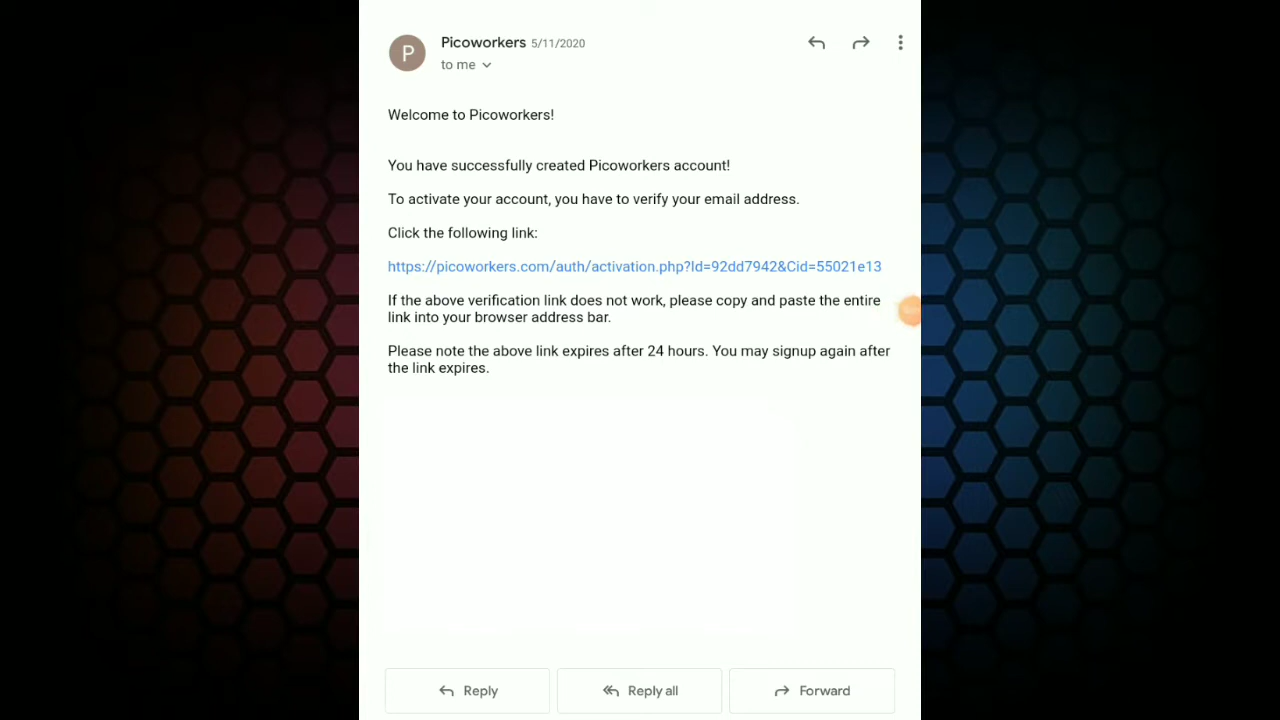 P
Picoworkers 5/11/2020
to me
Welcome to Picoworkers!
You have successfully created Picoworkers account!
To activate your account, you have to verify your email address.
Click the following link:
https://picoworkers.com/auth/activation.php?Id=92dd7942&Cid=55021e13
If the above verification link does not work, please copy and paste the entire
link into your browser address bar.
Please note the above link expires after 24 hours. You may signup again after
the link expires.
Reply Reply all Forward